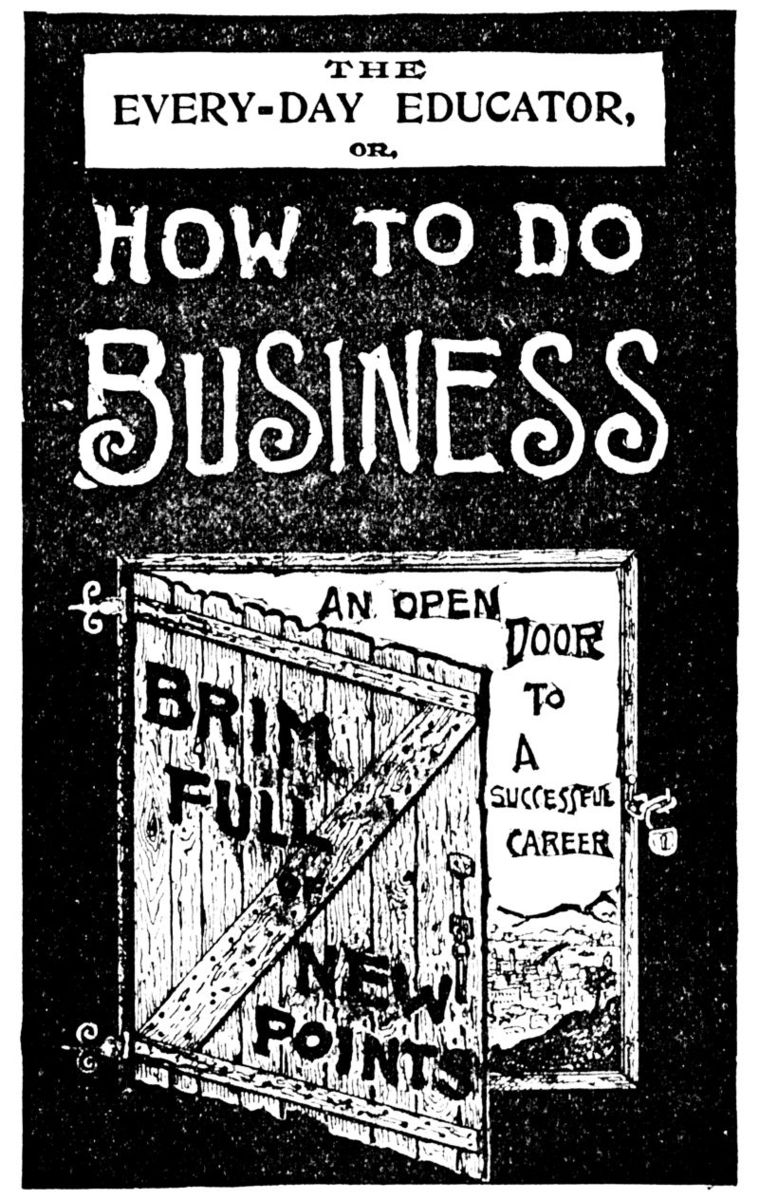 THE
EVERY-DAY EDUCATOR,
OR,
HOW TO DO
BUSINESS
AN OPEN
DOOR
TO
A
SUCCESSFUL
CAREER
BRIM
FULL
OF
NEW
POINTS